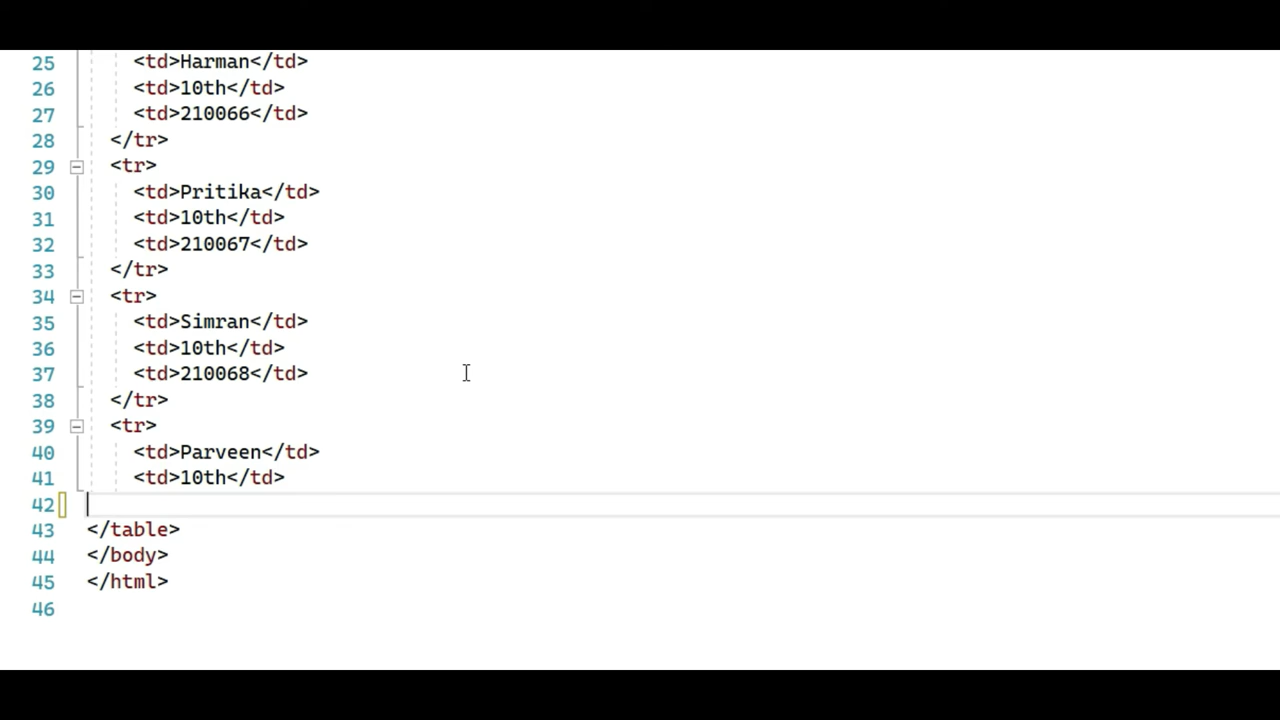 25 <td>Harman</td>
26 <td>10th</td>
27 <td>210066</td>
28 </tr>
29 <tr>
30 <td>Pritika</td>
31 <td>10th</td>
32 <td>210067</td>
33 </tr>
34 <tr>
35 <td>Simran</td>
36 <td>10th</td>
37 <td>210068</td>
38 </tr>
39 <tr>
40 <td>Parveen</td>
41 <td>10th</td>
42
43 </table>
44 </body>
45 </html>
46